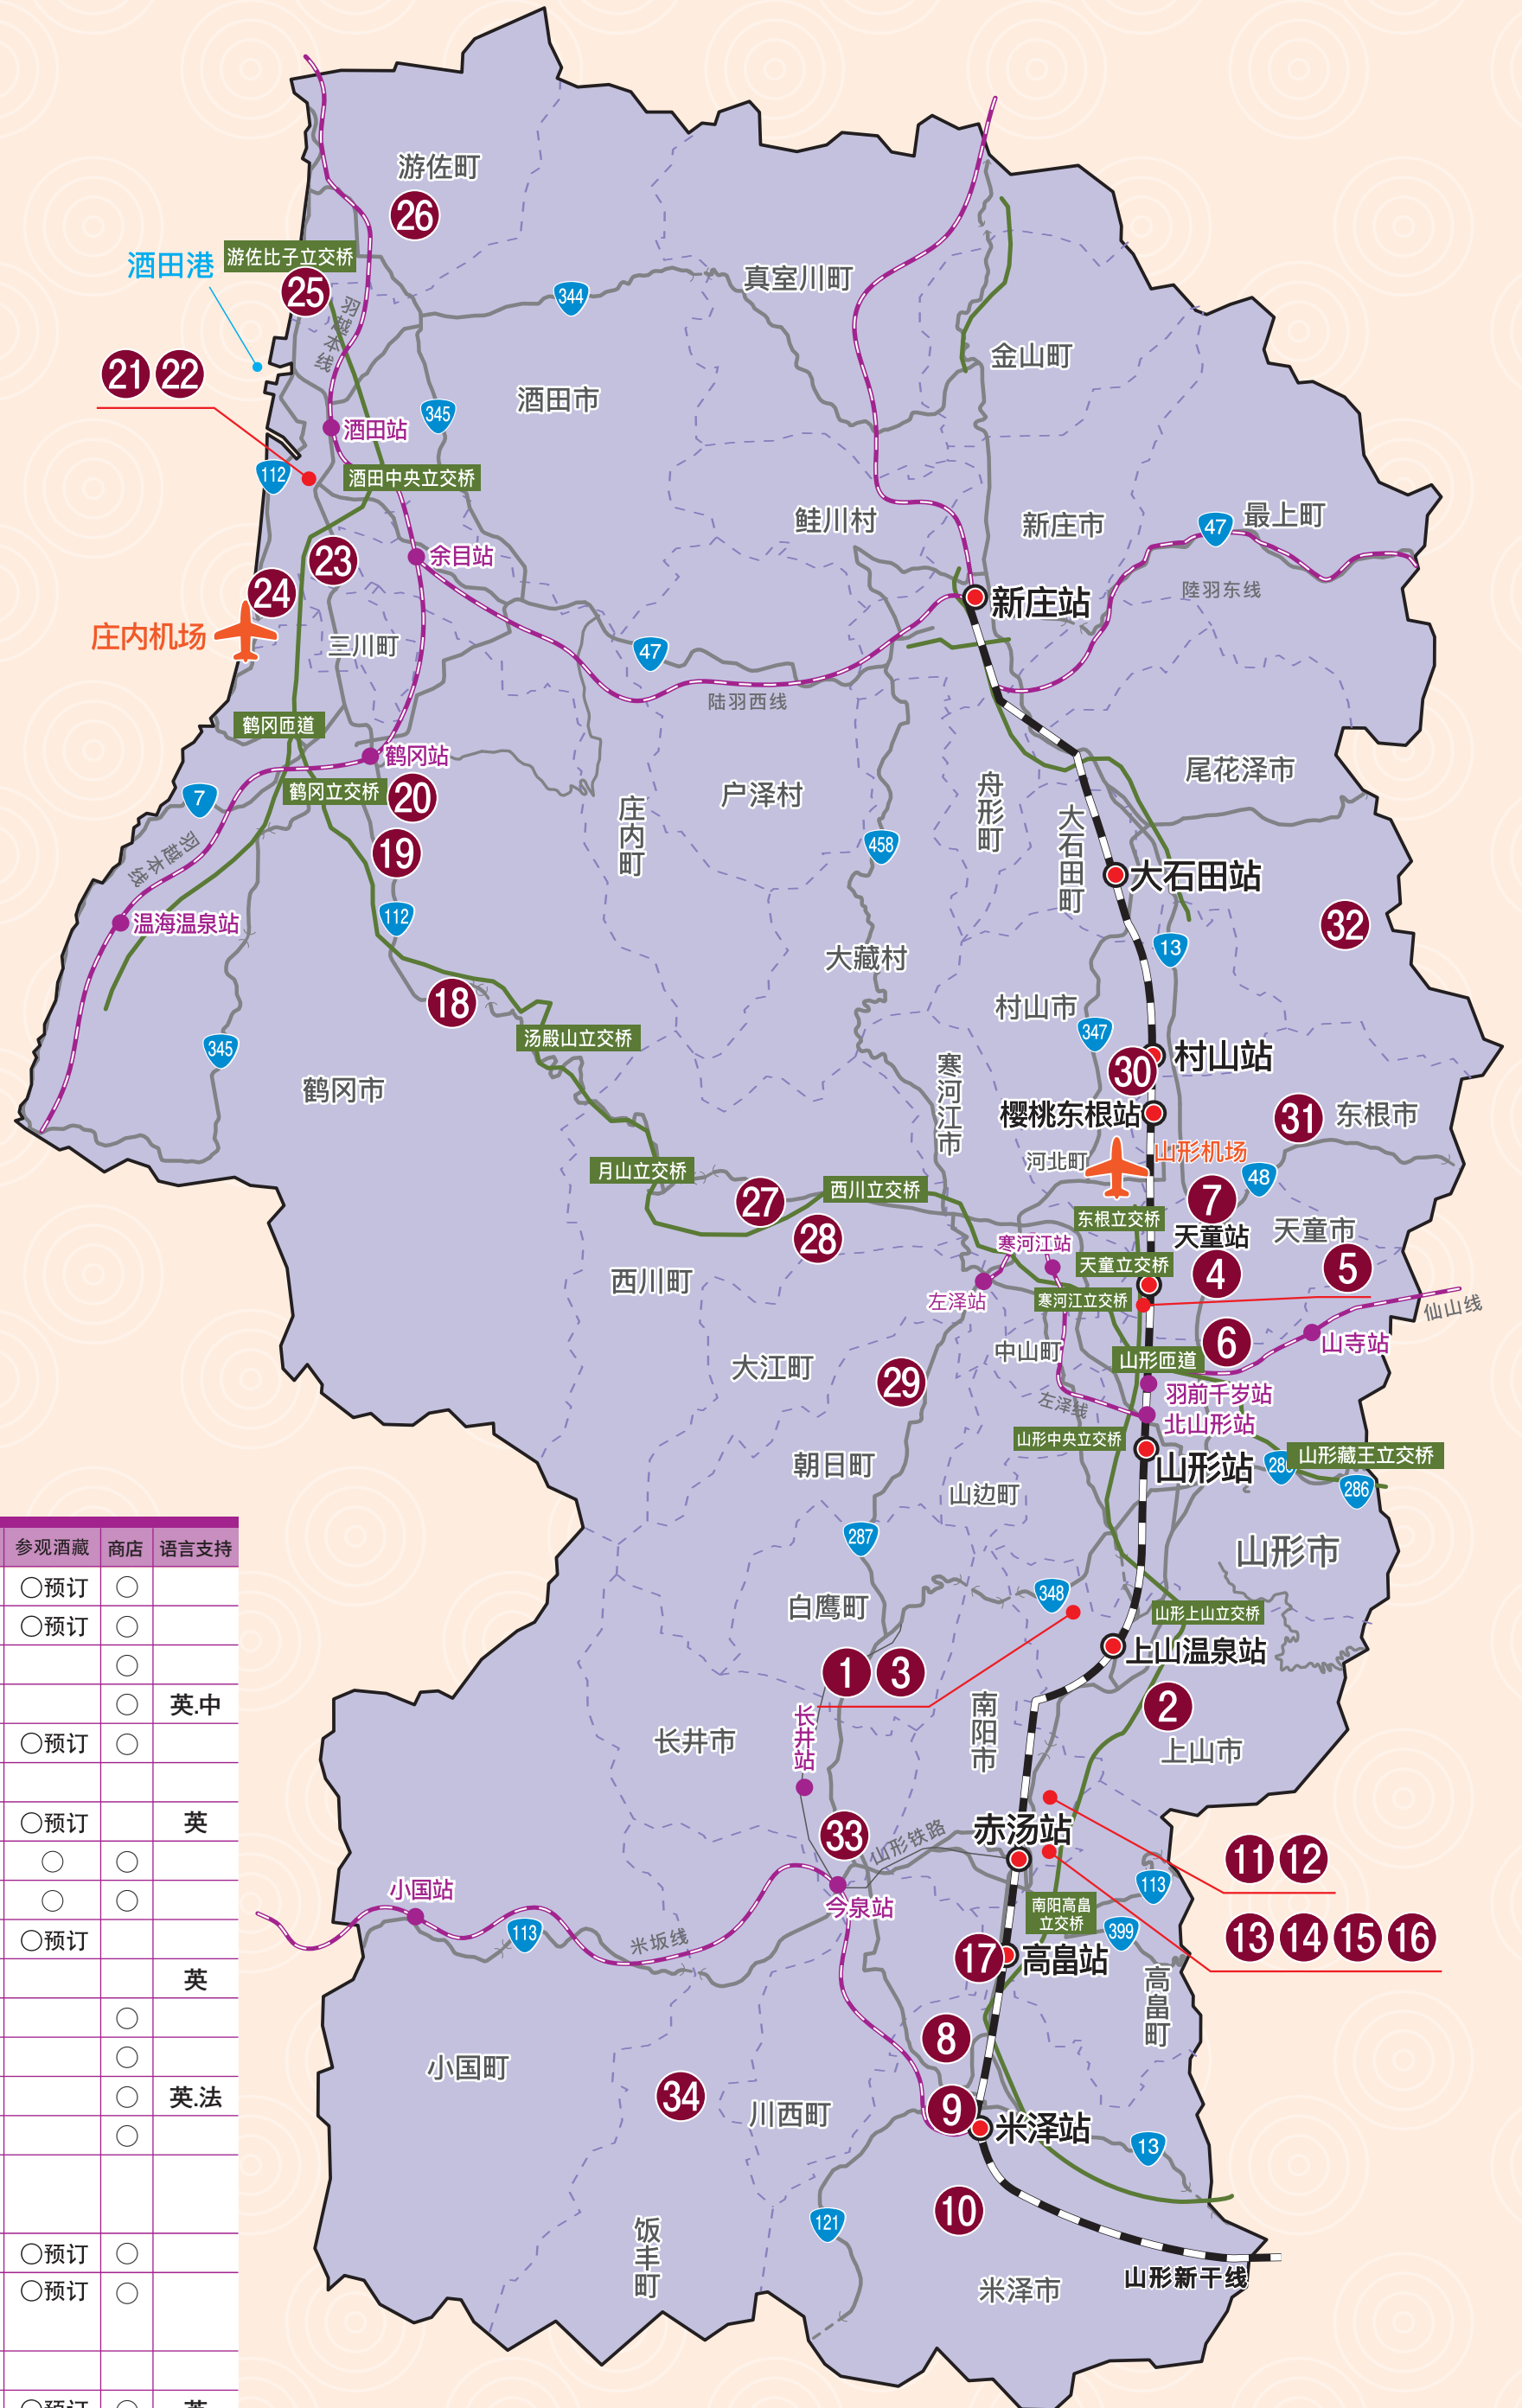 游佐町
26
酒田港
游佐比子立交桥
25
羽越本线
344
真室川町
金山町
21 22
酒田市
345
酒田站
112
酒田中央立交桥
鲑川村
新庄市
47
最上町
23
余目站
24
陸羽东线
新庄站
庄内机场
三川町
47
陆羽西线
鹤冈匝道
鹤冈站
尾花泽市
7
鹤冈立交桥
20
户泽村
舟形町
庄内町
大石田町
羽越本线
19
458
大石田站
温海温泉站
112
32
13
大藏村
18
村山市
汤殿山立交桥
347
345
村山站
寒河江市
30
鹤冈市
樱桃东根站
31
东根市
河北町
山形机场
月山立交桥
48
西川立交桥
27
7
东根立交桥
28
天童站
天童市
寒河江站
天童立交桥
4
5
西川町
左泽站
寒河江立交桥
仙山线
6
山寺站
中山町
山形匝道
大江町
29
羽前千岁站
左泽线
北山形站
山形中央立交桥
山形藏王立交桥
朝日町
山形站
286
286
山边町
287
山形市
参观酒藏 商店 语言支持
〇预订 〇
〇预订 〇
〇
〇 英.中
〇预订 〇
〇预订 英
〇 〇
〇 〇
〇预订
英
〇
〇
〇 英.法
〇
〇预订 〇
〇预订 〇
〇预订 〇 英
348
白鹰町
山形上山立交桥
上山温泉站
1 3
2
南阳市
长井站
长井市
上山市
赤汤站
33
山形铁路
11 12
小国站
113
今泉站
南阳高畠
立交桥
113
米坂线
399
13 14 15 16
17
高畠站
高畠町
8
小国町
34
川西町
9
米泽站
13
10
121
饭丰町
山形新干线
米泽市